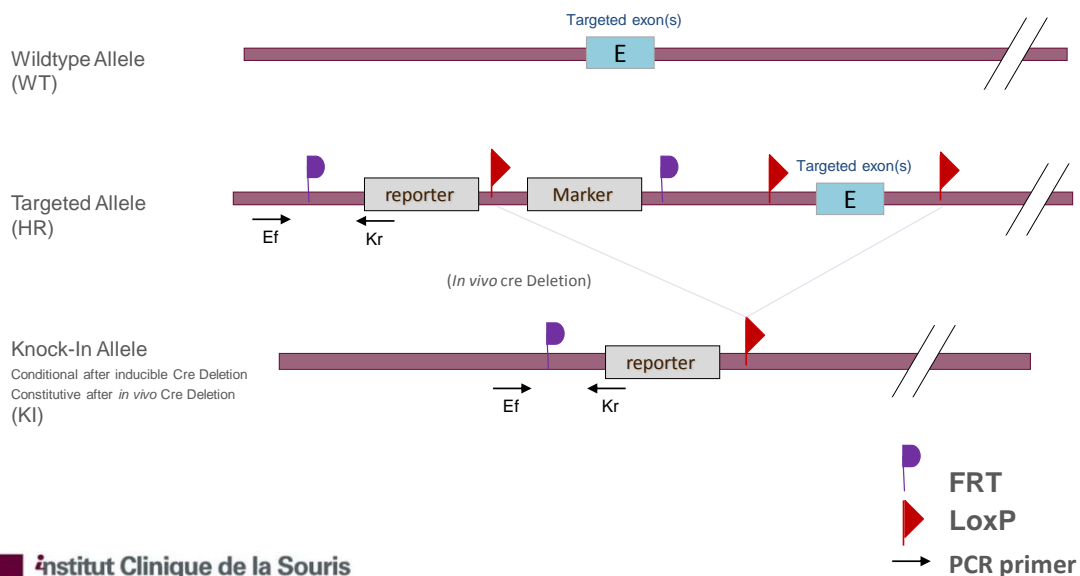 Targeted exon(s)
Wildtype Allele
(WT)
E
Targeted exon(s)
Targeted Allele
(HR)
reporter
Marker
E
Ef
Kr
(In vivo cre Deletion)
Knock-In Allele
Conditional after inducible Cre Deletion
Constitutive after in vivo Cre Deletion
(KI)
reporter
Ef
Kr
FRT
LoxP
PCR primer
institut Clinique de la Souris